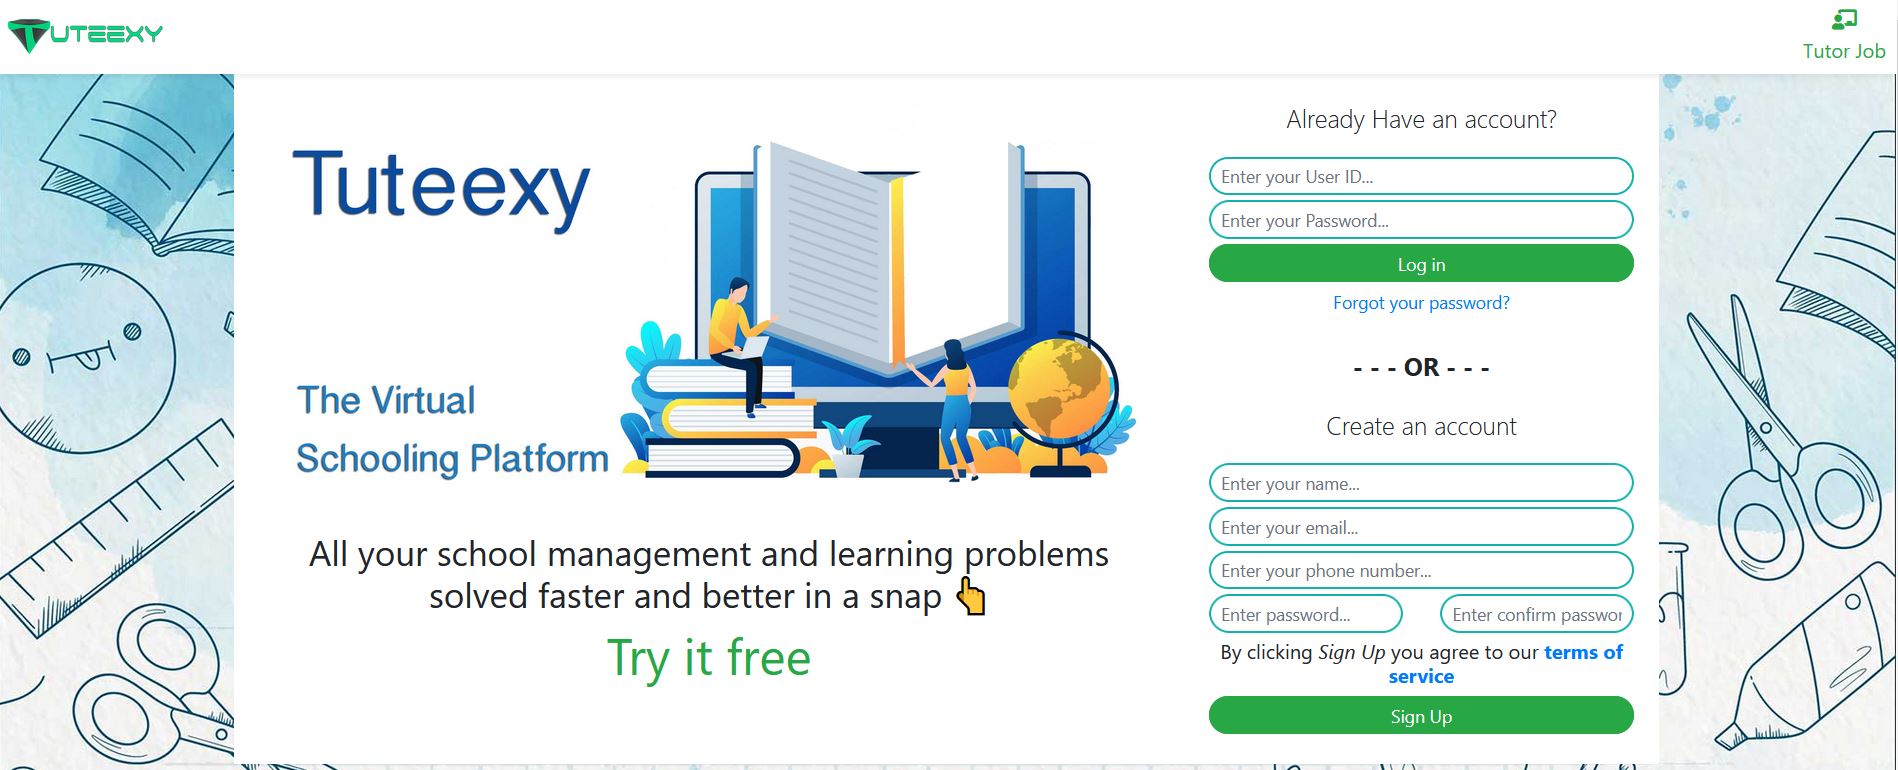 TUTEEXY
Tutor Job
Tuteexy
The Virtual
Schooling Platform
All your school management and learning problems
solved faster and better in a snap
Try it free
Already Have an account?
Enter your User ID...
Enter your Password...
Log in
Forgot your password?
- - - OR - - -
Create an account
Enter your name...
Enter your email...
Enter your phone number...
Enter password...
Enter confirm passwor
By clicking Sign Up you agree to our terms of
service
Sign Up